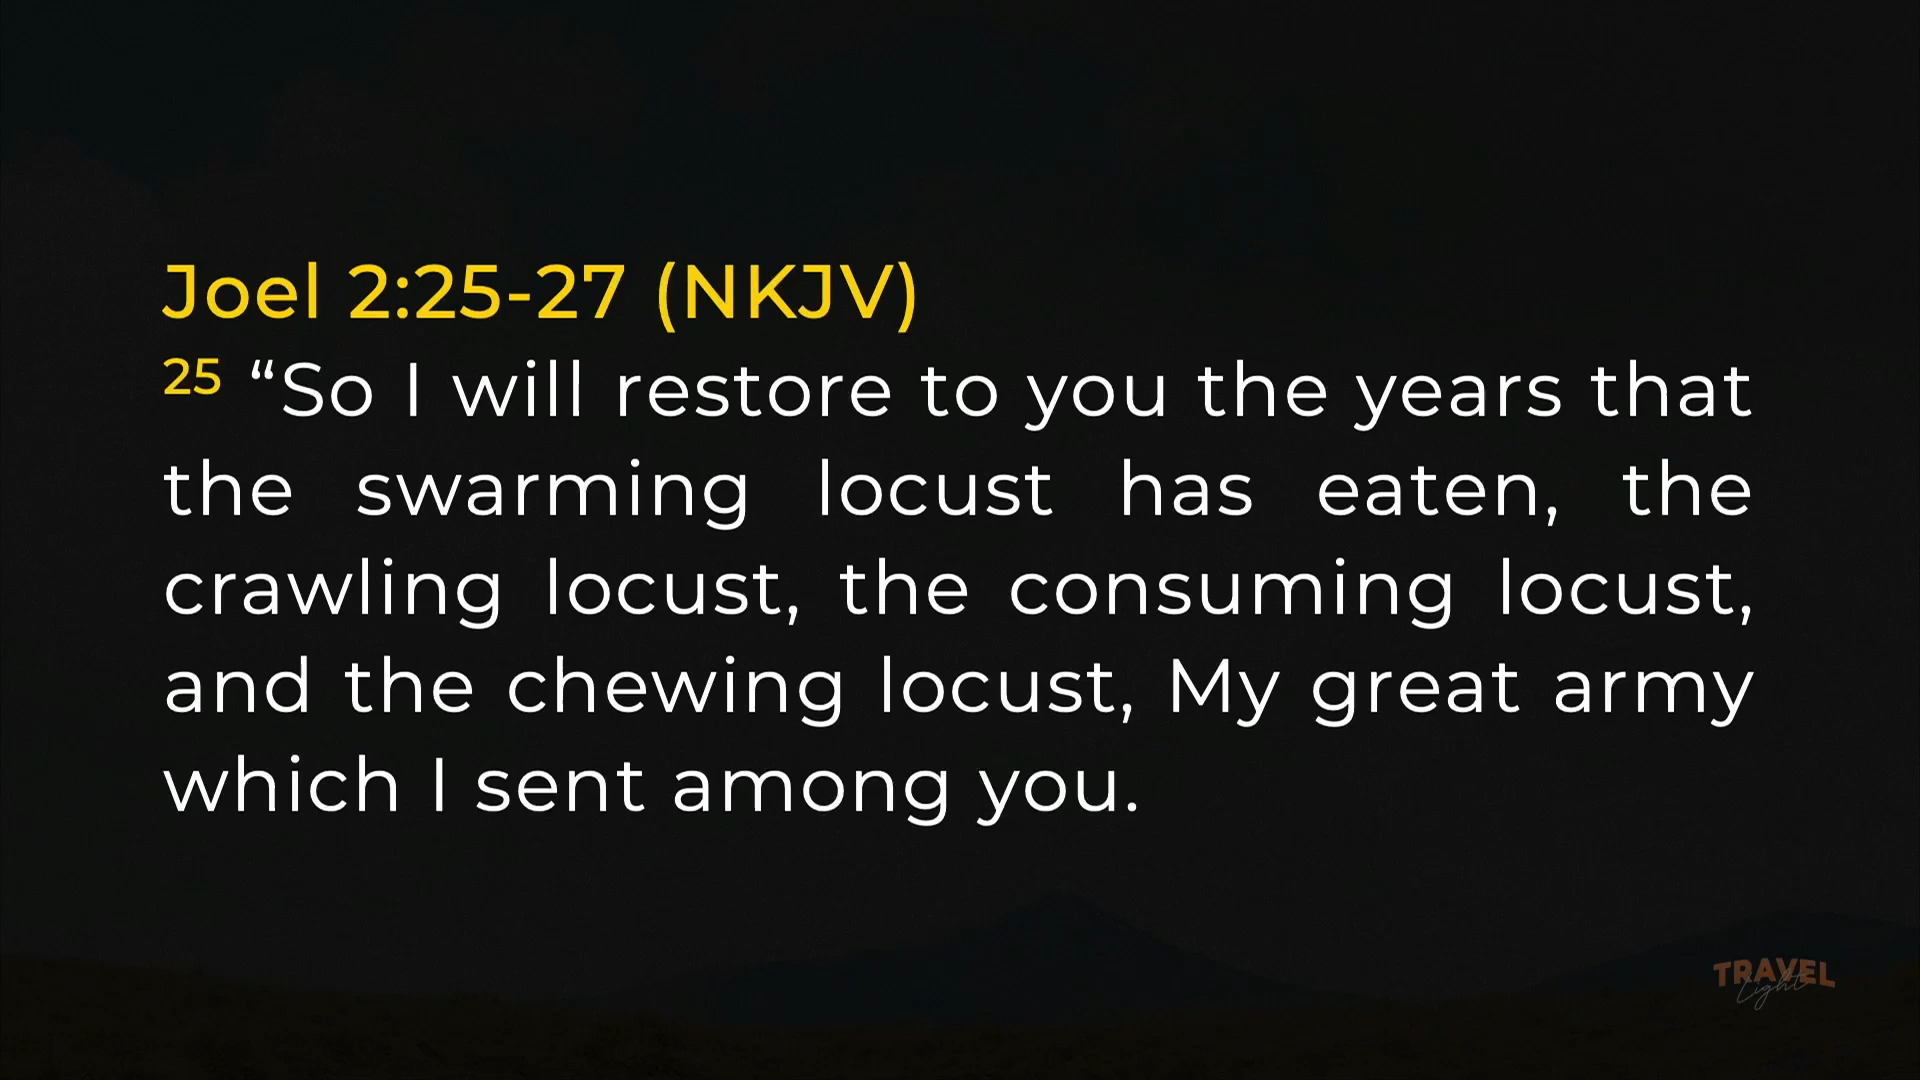 Joel 2:25-27 (NKJV)
25 “So I will restore to you the years that
the swarming locust has eaten, the
crawling locust, the consuming locust,
and the chewing locust, My great army
which I sent among you.
TRAVEL
Light